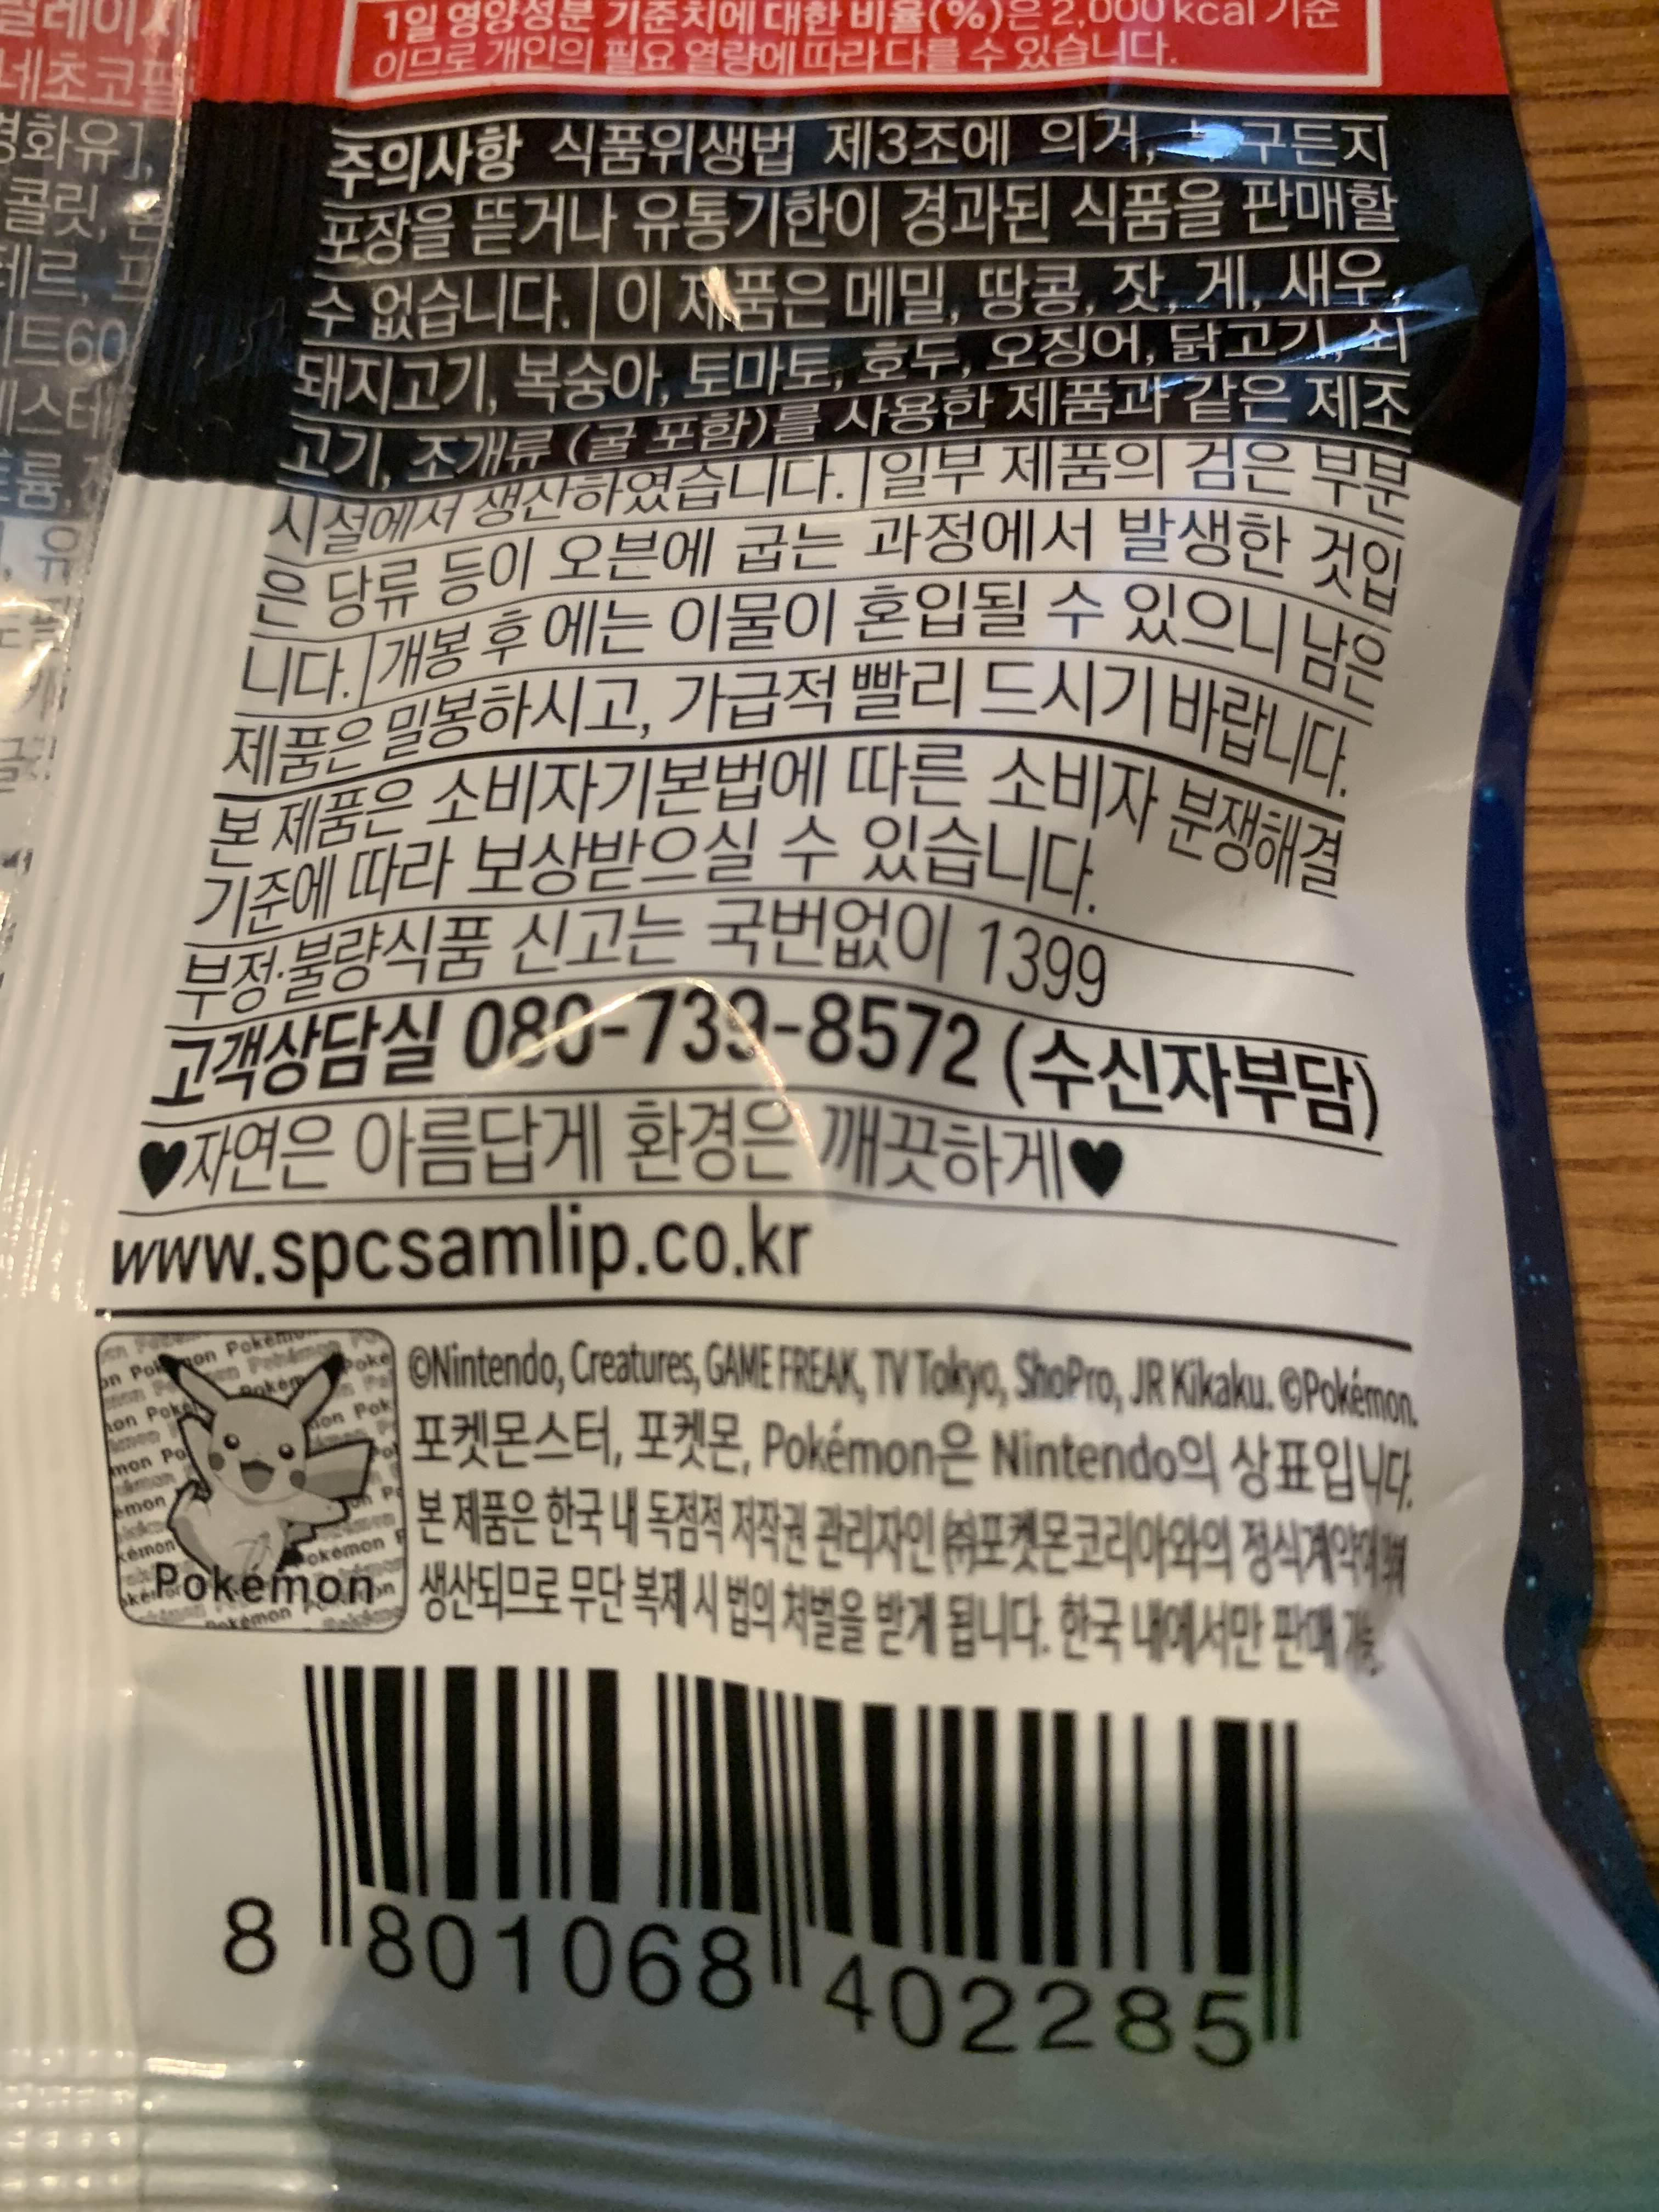 1일 영양성분 기준치에 대한 비율(%)은 2,000 kcal 기준
이므로 개인의 필요 열량에 따라 다를 수 있습니다.
주의사항 식품위생법 제3조에 의거,
포장을 뜯거나 유통기한이 경과된 식품을 판매할
수 없습니다. | 이 제품은 메밀, 땅콩, 잣, 게, 새우,
돼지고기, 복숭아, 토마토, 호두, 오징어, 닭고기, 쇠
고기, 조개류 (굴 포함)를 사용한 제품과 같은 제조
시설에서 생산하였습니다. | 일부 제품의 검은 부분
은 당류 등이 오븐에 굽는 과정에서 발생한 것입
니다. | 개봉 후에는 이물이 혼입될 수 있으니 남은
제품은 밀봉하시고, 가급적 빨리 드시기 바랍니다.
본 제품은 소비자기본법에 따른 소비자 분쟁해결
기준에 따라 보상받으실 수 있습니다.
부정·불량식품 신고는 국번없이 1399
고객상담실 080-739-8572 (수신자부담)
♥자연은 아름답게 환경은 깨끗하게♥
www.spcsamlip.co.kr
©Nintendo, Creatures, GAME FREAK, TV Tokyo, ShoPro, JR Kikaku. ©Pokémon.
포켓몬스터, 포켓몬, Pokémon은 Nintendo의 상표입니다.
본 제품은 한국 내 독점적 저작권 관리자인 ㈜포켓몬코리아와의
생산되므로 무단 복제 시 법의 처벌을 받게 됩니다. 한국 내에서만 판매
Pokémon
8 801068 402285